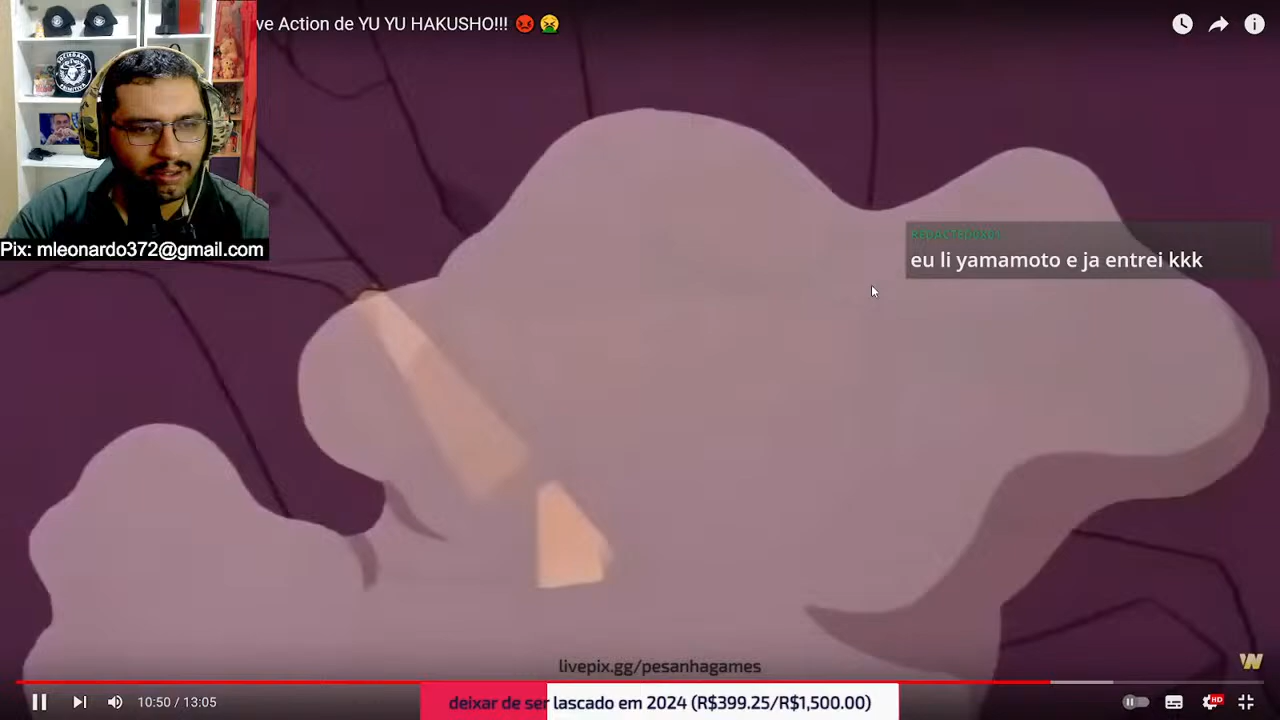 ve Action de YU YU HAKUSHO!!! 😡 🤮
Pix: mleonardo372@gmail.com
eu li yamamoto e ja entrei kkk
livepix.gg/pesanhagames
deixar de ser lascado em 2024 (R$399.25/R$1,500.00)
10:50 / 13:05
HD
W